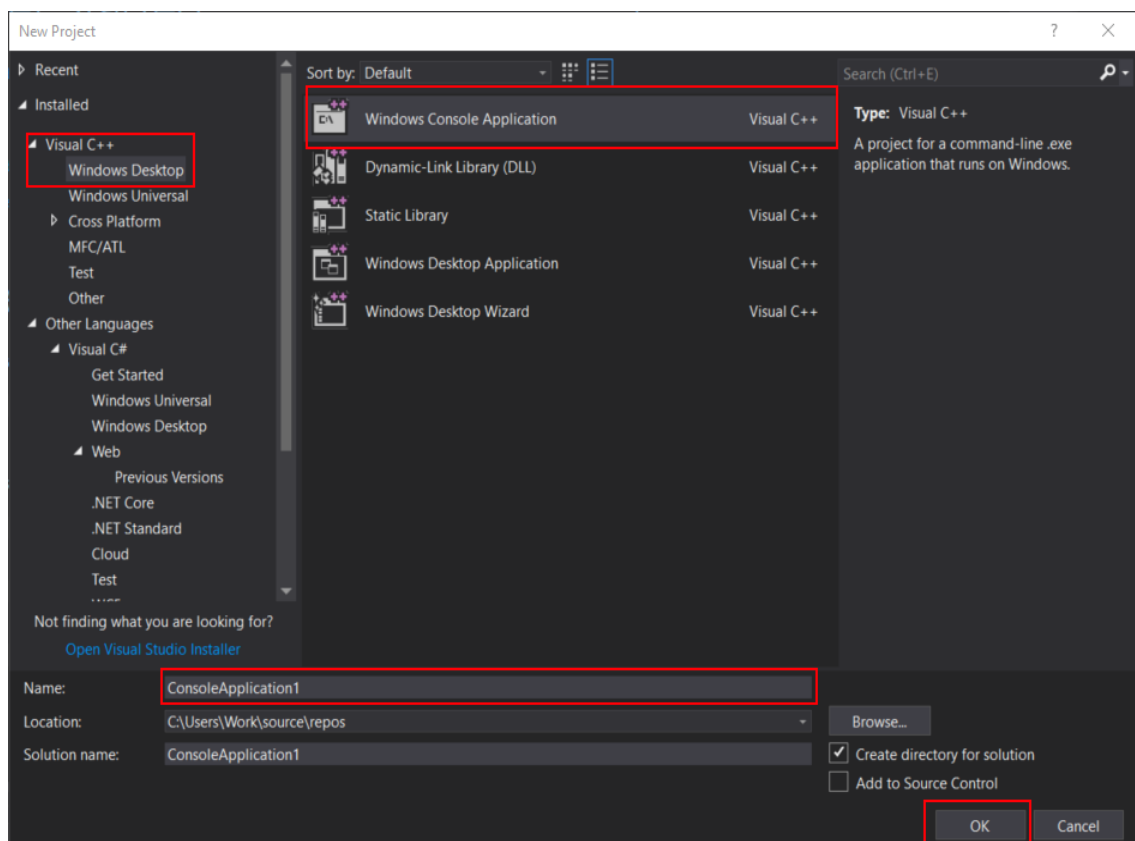 New Project
?
Recent
Installed
Visual C++
Windows Desktop
Windows Universal
Cross Platform
MFC/ATL
Test
Other
Other Languages
Visual C#
Get Started
Windows Universal
Windows Desktop
Web
Previous Versions
.NET Core
.NET Standard
Cloud
Test
Not finding what you are looking for?
Open Visual Studio Installer
Sort by: Default
Windows Console Application Visual C++
Dynamic-Link Library (DLL) Visual C++
Static Library Visual C++
Windows Desktop Application Visual C++
Windows Desktop Wizard Visual C++
Search (Ctrl+E)
Type: Visual C++
A project for a command-line .exe
application that runs on Windows.
Name: ConsoleApplication1
Location: C:\Users\Work\source\repos
Browse...
Solution name: ConsoleApplication1
Create directory for solution
Add to Source Control
OK Cancel